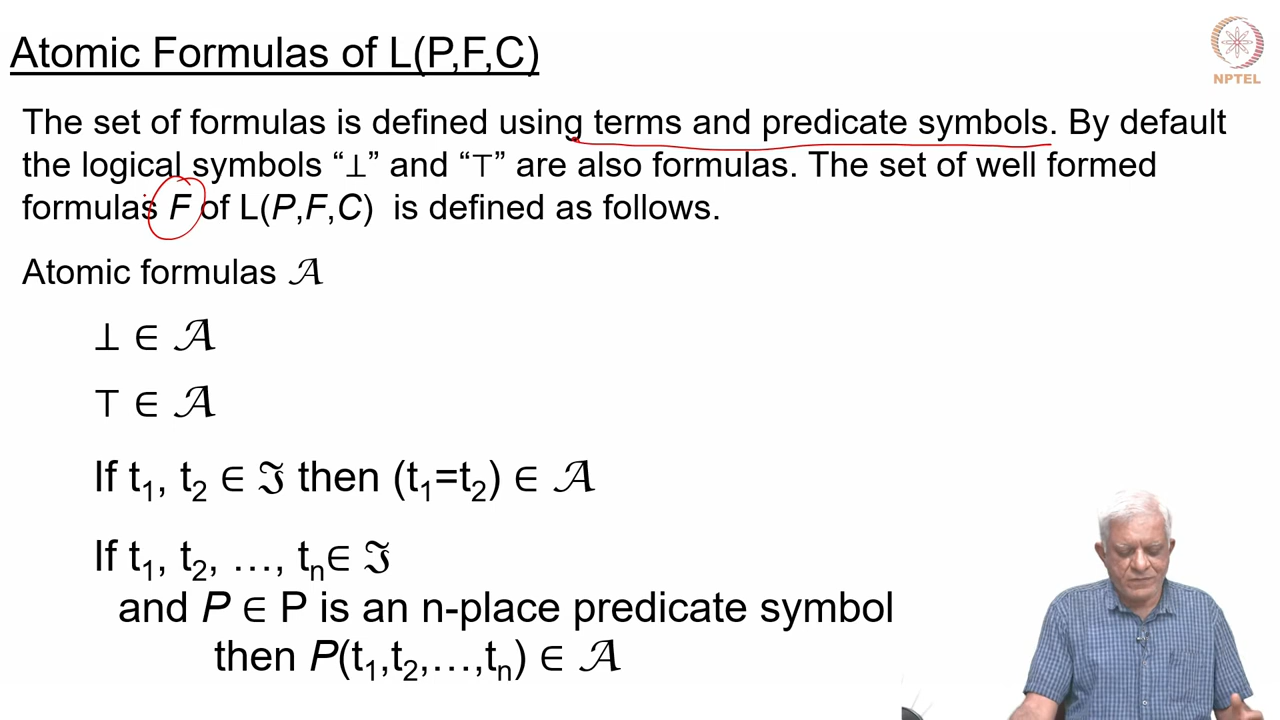 Atomic Formulas of L(P,F,C)
NPTEL
The set of formulas is defined using terms and predicate symbols. By default
the logical symbols “⊥” and “⊤” are also formulas. The set of well formed
formulas F of L(P,F,C) is defined as follows.
Atomic formulas 𝒜
⊥ ∈ 𝒜
⊤ ∈ 𝒜
If t₁, t₂ ∈ ℑ then (t₁=t₂) ∈ 𝒜
If t₁, t₂, …, tₙ∈ ℑ
and P ∈ P is an n-place predicate symbol
then P(t₁,t₂,…,tₙ) ∈ 𝒜